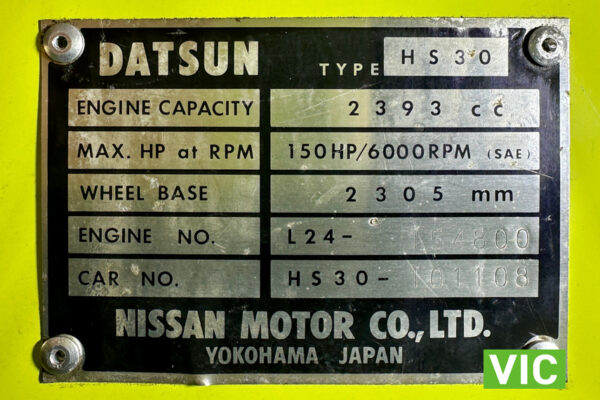 DATSUN TYPE HS30
ENGINE CAPACITY 2393 cc
MAX. HP at RPM 150HP/6000RPM (SAE)
WHEEL BASE 2305 mm
ENGINE NO. L24-
CAR NO. HS30-101108
NISSAN MOTOR CO., LTD.
YOKOHAMA JAPAN
VIC